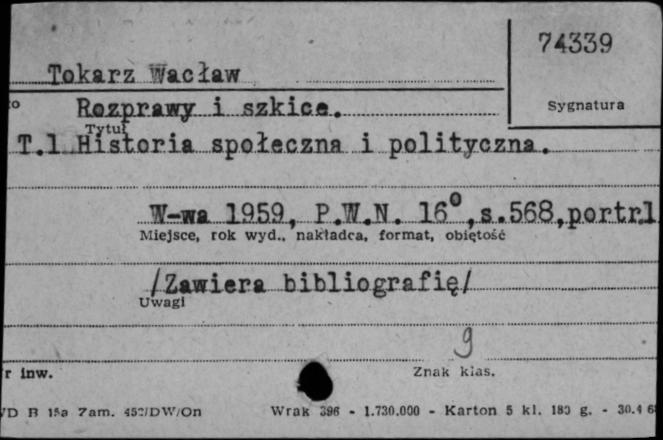 74339
Tokarz Wacław
Sygnatura
Rozprawy i szkice.
Tytuł
T.1 Historia społeczna i polityczna.
W-wa 1959, P.W.N. 16°, s.568, portr.1
Miejsce, rok wyd., nakładca, format, objętość
/Zawiera bibliografię/
Uwagi
9
r inw.
Znak klas.
Wrak 396 - 1.730.000 - Karton 5 kl. 180 g. - 30.4